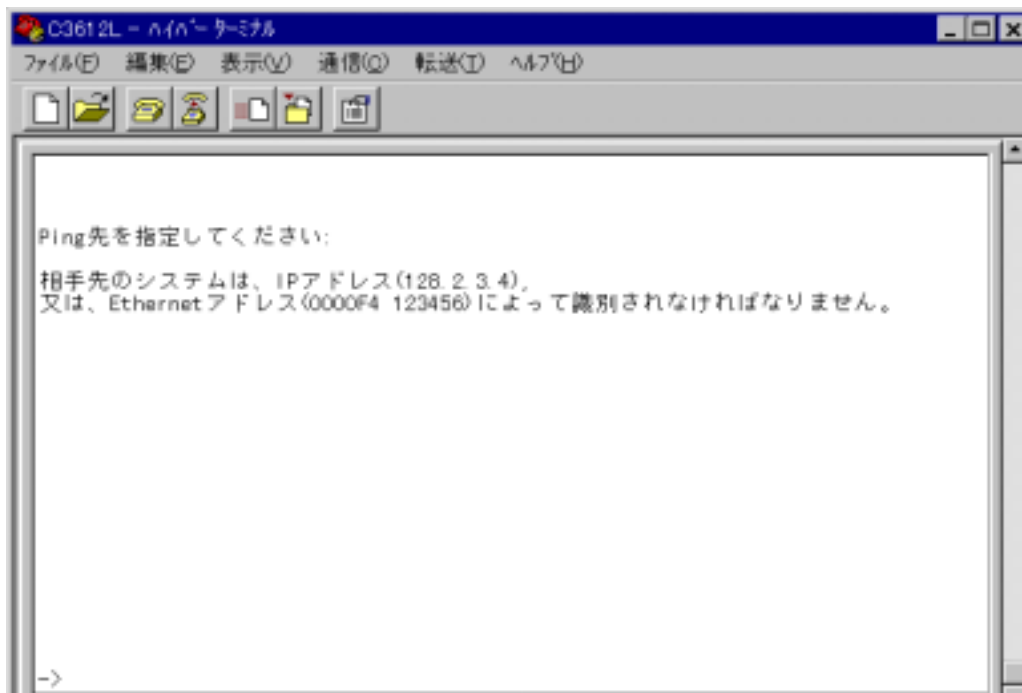 C3612L - ﾊｲﾊﾟｰ ﾀｰﾐﾅﾙ
ﾌｧｲﾙ(F) 編集(E) 表示(V) 通信(C) 転送(T) ﾍﾙﾌﾟ(H)
Ping先を指定してください:
相手先のシステムは、IPアドレス(128.2.3.4),
又は、Ethernetアドレス(0000F4 123456)によって識別されなければなりません。
->